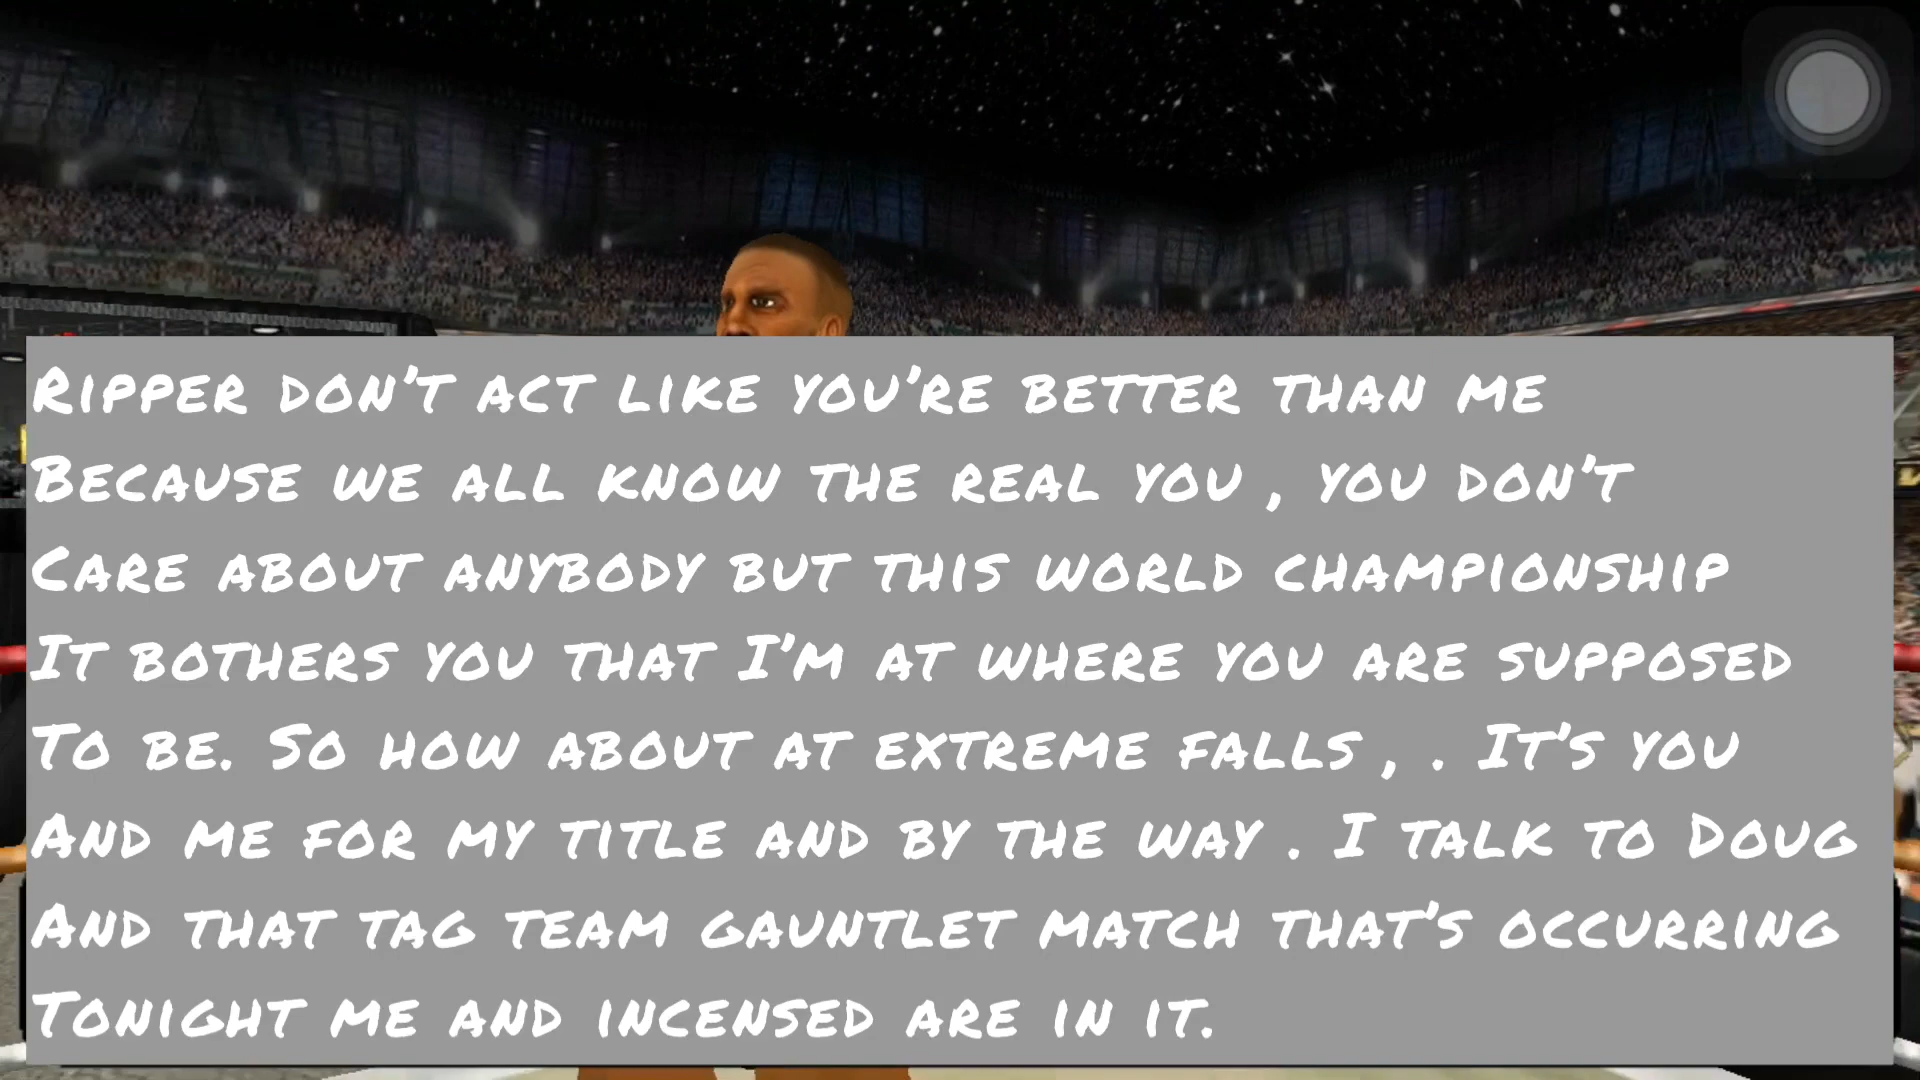 Ripper don't act like you're better than me
Because we all know the real you , you don't
Care about anybody but this world championship
It bothers you that I'm at where you are supposed
To be. So how about at extreme falls , . It's you
And me for my title and by the way . I talk to Doug
And that tag team gauntlet match that's occurring
Tonight me and incensed are in it.